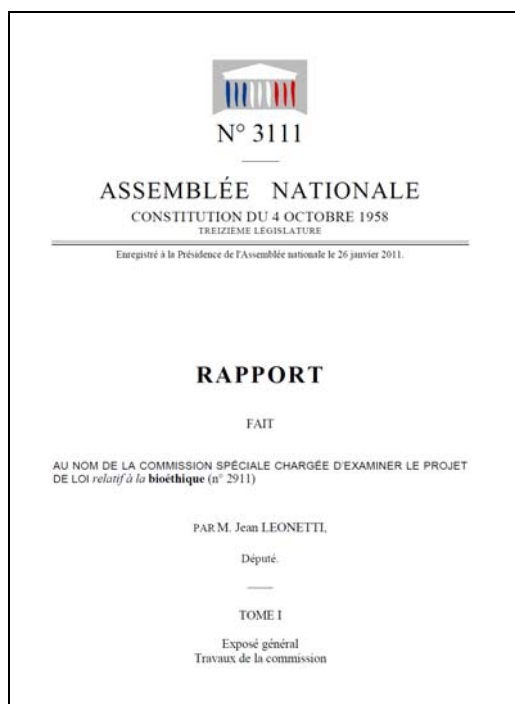 N° 3111
ASSEMBLÉE NATIONALE
CONSTITUTION DU 4 OCTOBRE 1958
TREIZIÈME LÉGISLATURE
Enregistré à la Présidence de l'Assemblée nationale le 26 janvier 2011.
RAPPORT
FAIT
AU NOM DE LA COMMISSION SPÉCIALE CHARGÉE D'EXAMINER LE PROJET
DE LOI relatif à la bioéthique (n° 2911)
PAR M. Jean LEONETTI,
Député.
TOME I
Exposé général
Travaux de la commission